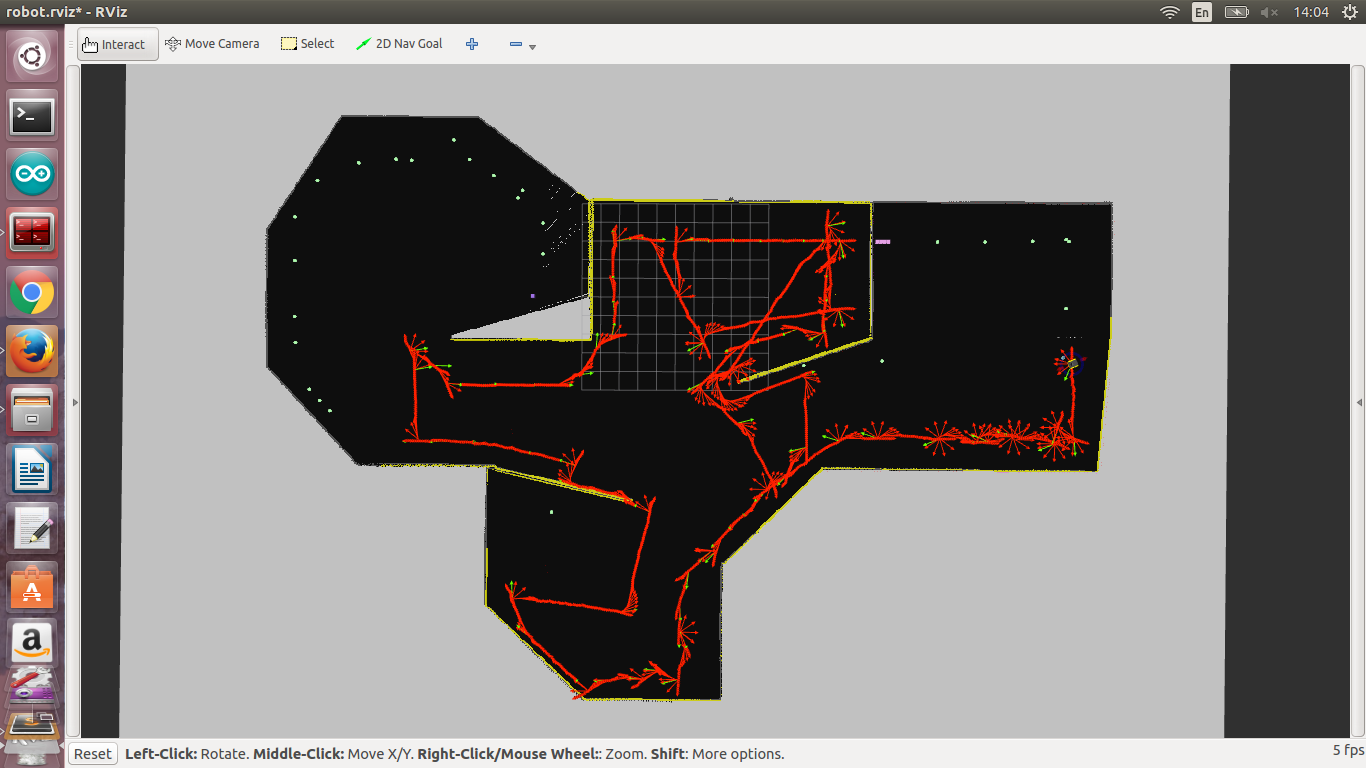 robot.rviz* - RViz
En
14:04
Interact
Move Camera
Select
2D Nav Goal
Reset
Left-Click: Rotate. Middle-Click: Move X/Y. Right-Click/Mouse Wheel:: Zoom. Shift: More options.
5 fps